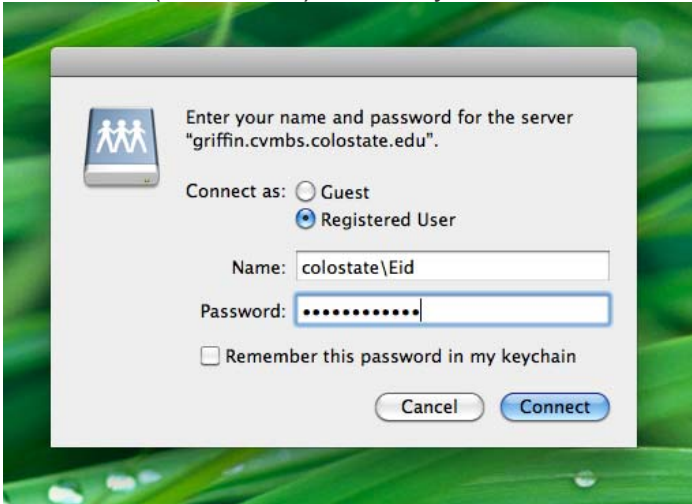 Enter your name and password for the server
"griffin.cvmbs.colostate.edu".
Connect as: Guest
Registered User
Name: colostate\Eid
Password: ••••••••••••
Remember this password in my keychain
Cancel Connect